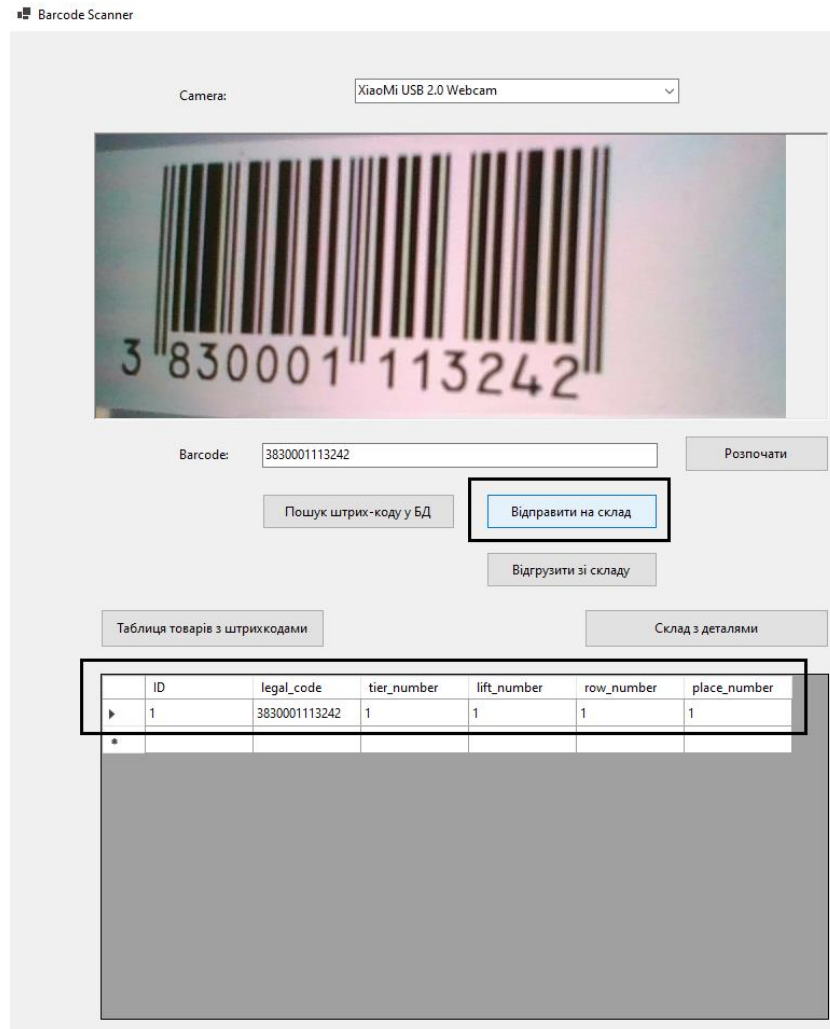 Barcode Scanner
Camera:
XiaoMi USB 2.0 Webcam
3 830001 113242
Barcode:
3830001113242
Розпочати
Пошук штрих-коду у БД
Відправити на склад
Відгрузити зі складу
Таблиця товарів з штрихкодами
Склад з деталями
ID legal_code tier_number lift_number row_number place_number
1 3830001113242 1 1 1 1